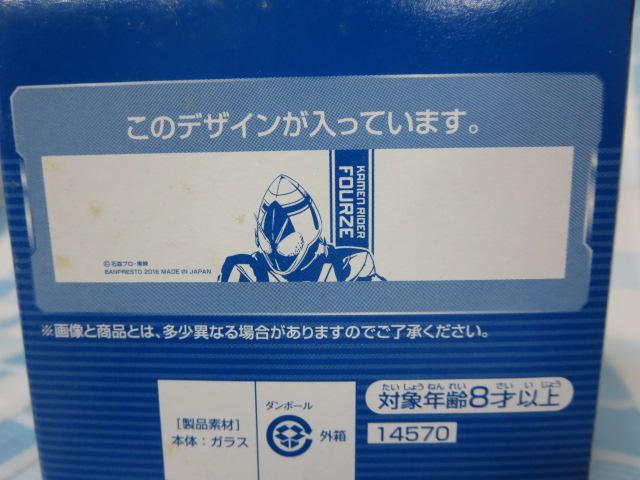 このデザインが入っています。
KAMEN RIDER
FOURZE
©石森プロ・東映
BANPRESTO 2016 MADE IN JAPAN
※画像と商品とは、多少異なる場合がありますのでご了承ください。
[製品素材]
本体:ガラス
ダンボール
外箱
たいしょうねんれい さい いじょう
対象年齢8才以上
14570